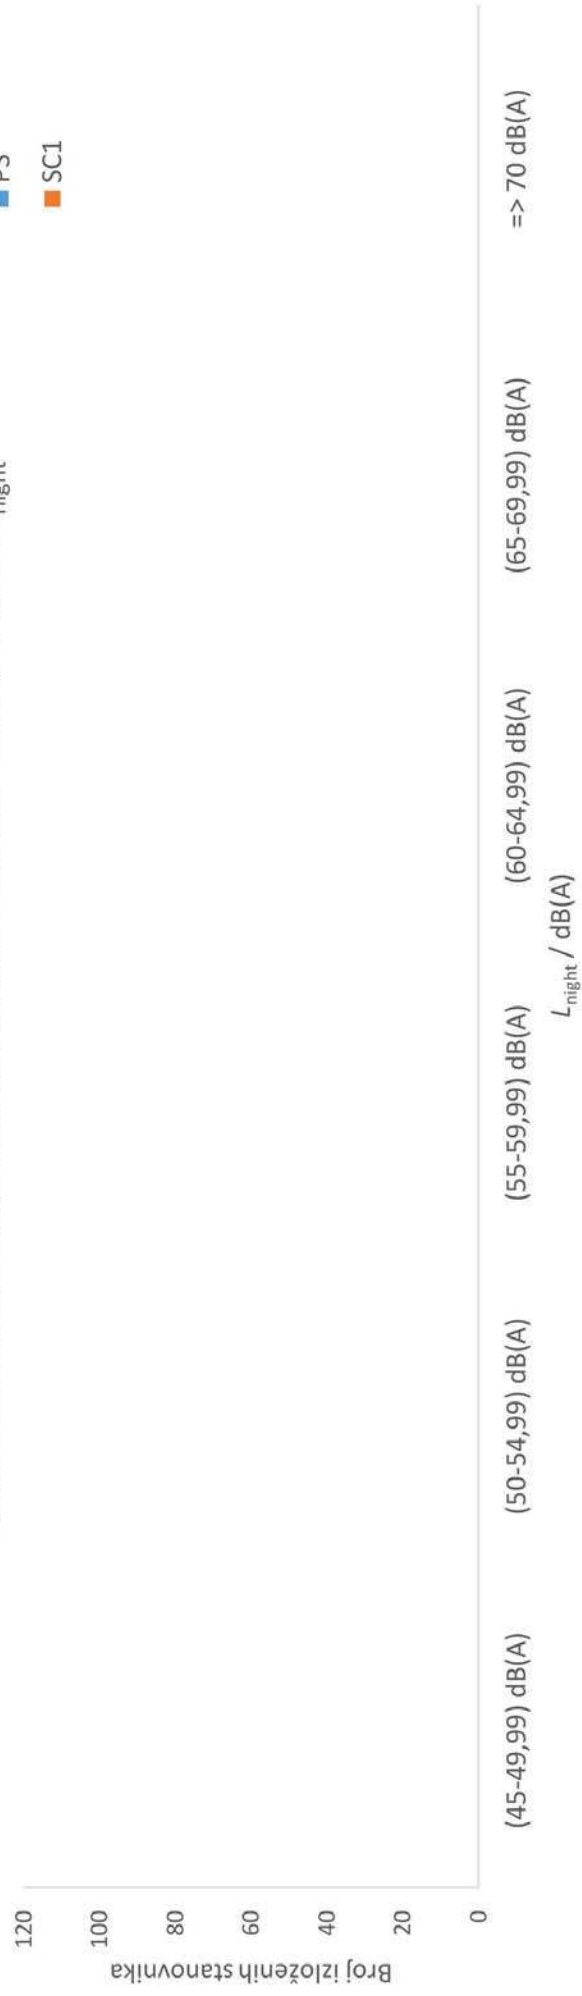 PS
SC1
120
100
80
60
40
20
0
Broj izloženih stanovnika
(45-49,99) dB(A)
(50-54,99) dB(A)
(55-59,99) dB(A)
(60-64,99) dB(A)
(65-69,99) dB(A)
=> 70 dB(A)
Lnight / dB(A)